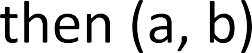 then (a, b)